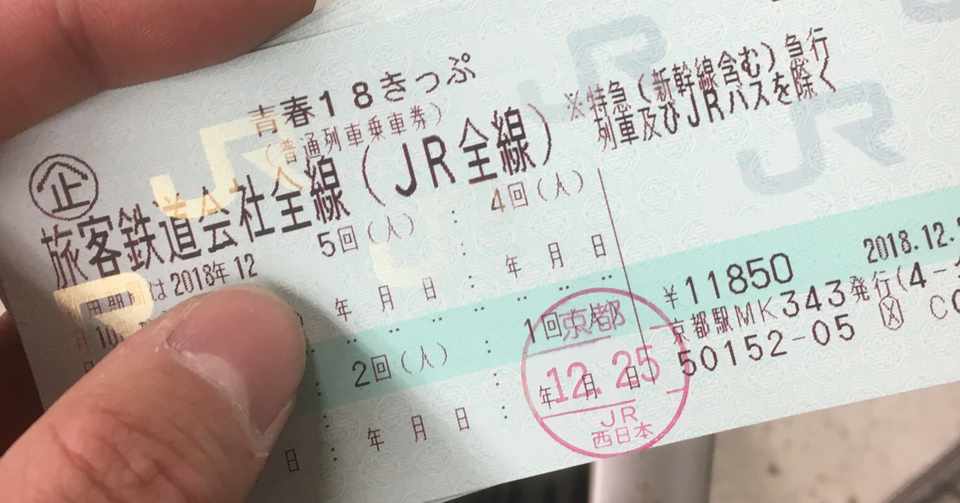 青春18きっぷ
(普通列車乗車券)
※特急(新幹線含む)急行
列車及びJRバスを除く
企
旅客鉄道会社全線(JR全線)
は2018年12
5回(人) : 4回(人) :
年 月 日 : 年 月 日
2回(人) : 1回
年 月 日 : 年 月 日
日
¥11850
2018.12.
京都駅MK343発行
50152-05
京都
12.25
JR
西日本
JR
JR
JR